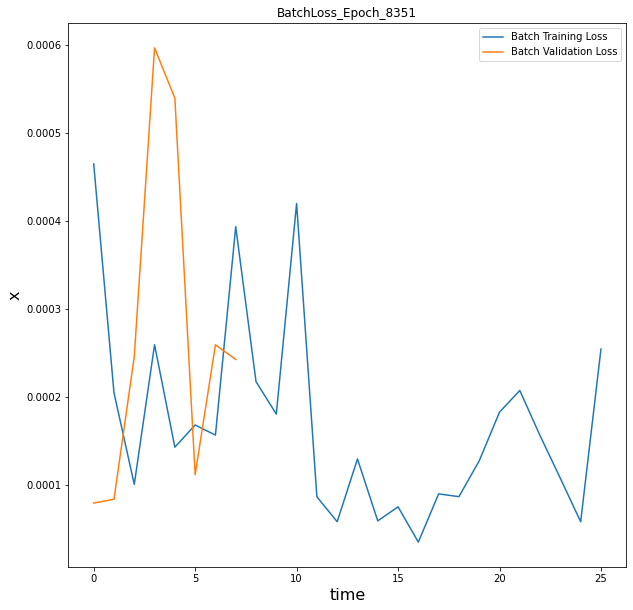 BatchLoss_Epoch_8351
Batch Training Loss
Batch Validation Loss
0.0006
0.0005
0.0004
0.0003
0.0002
0.0001
x
0 5 10 15 20 25
time